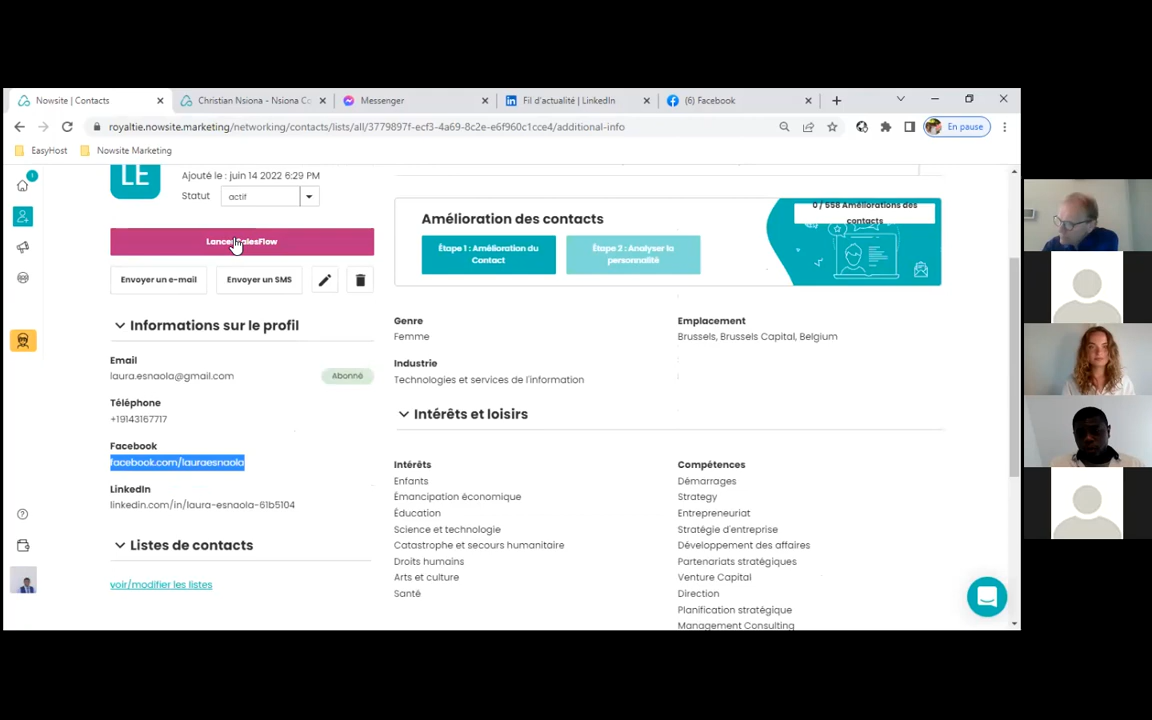 Nowsite | Contacts
Christian Nsiona - Nsiona Co
Messenger
Fil d'actualité | LinkedIn
(6) Facebook
royaltie.nowsite.marketing/networking/contacts/lists/all/3779897f-ecf3-4a69-8c2e-e6f960c1cce4/additional-info
En pause
EasyHost
Nowsite Marketing
LE
Ajouté le : juin 14 2022 6:29 PM
Statut
actif
Lancer SalesFlow
Envoyer un e-mail
Envoyer un SMS
Informations sur le profil
Email
laura.esnaola@gmail.com
Abonné
Téléphone
+19143167717
Facebook
facebook.com/lauraesnaola
LinkedIn
linkedin.com/in/laura-esnaola-61b5104
Listes de contacts
voir/modifier les listes
Amélioration des contacts
Étape 1 : Amélioration du
Contact
Étape 2 : Analyser la
personnalité
0 / 558 Améliorations des
contacts
Genre
Femme
Emplacement
Brussels, Brussels Capital, Belgium
Industrie
Technologies et services de l'information
Intérêts et loisirs
Intérêts
Enfants
Émancipation économique
Éducation
Science et technologie
Catastrophe et secours humanitaire
Droits humains
Arts et culture
Santé
Compétences
Démarrages
Strategy
Entrepreneuriat
Stratégie d'entreprise
Développement des affaires
Partenariats stratégiques
Venture Capital
Direction
Planification stratégique
Management Consulting